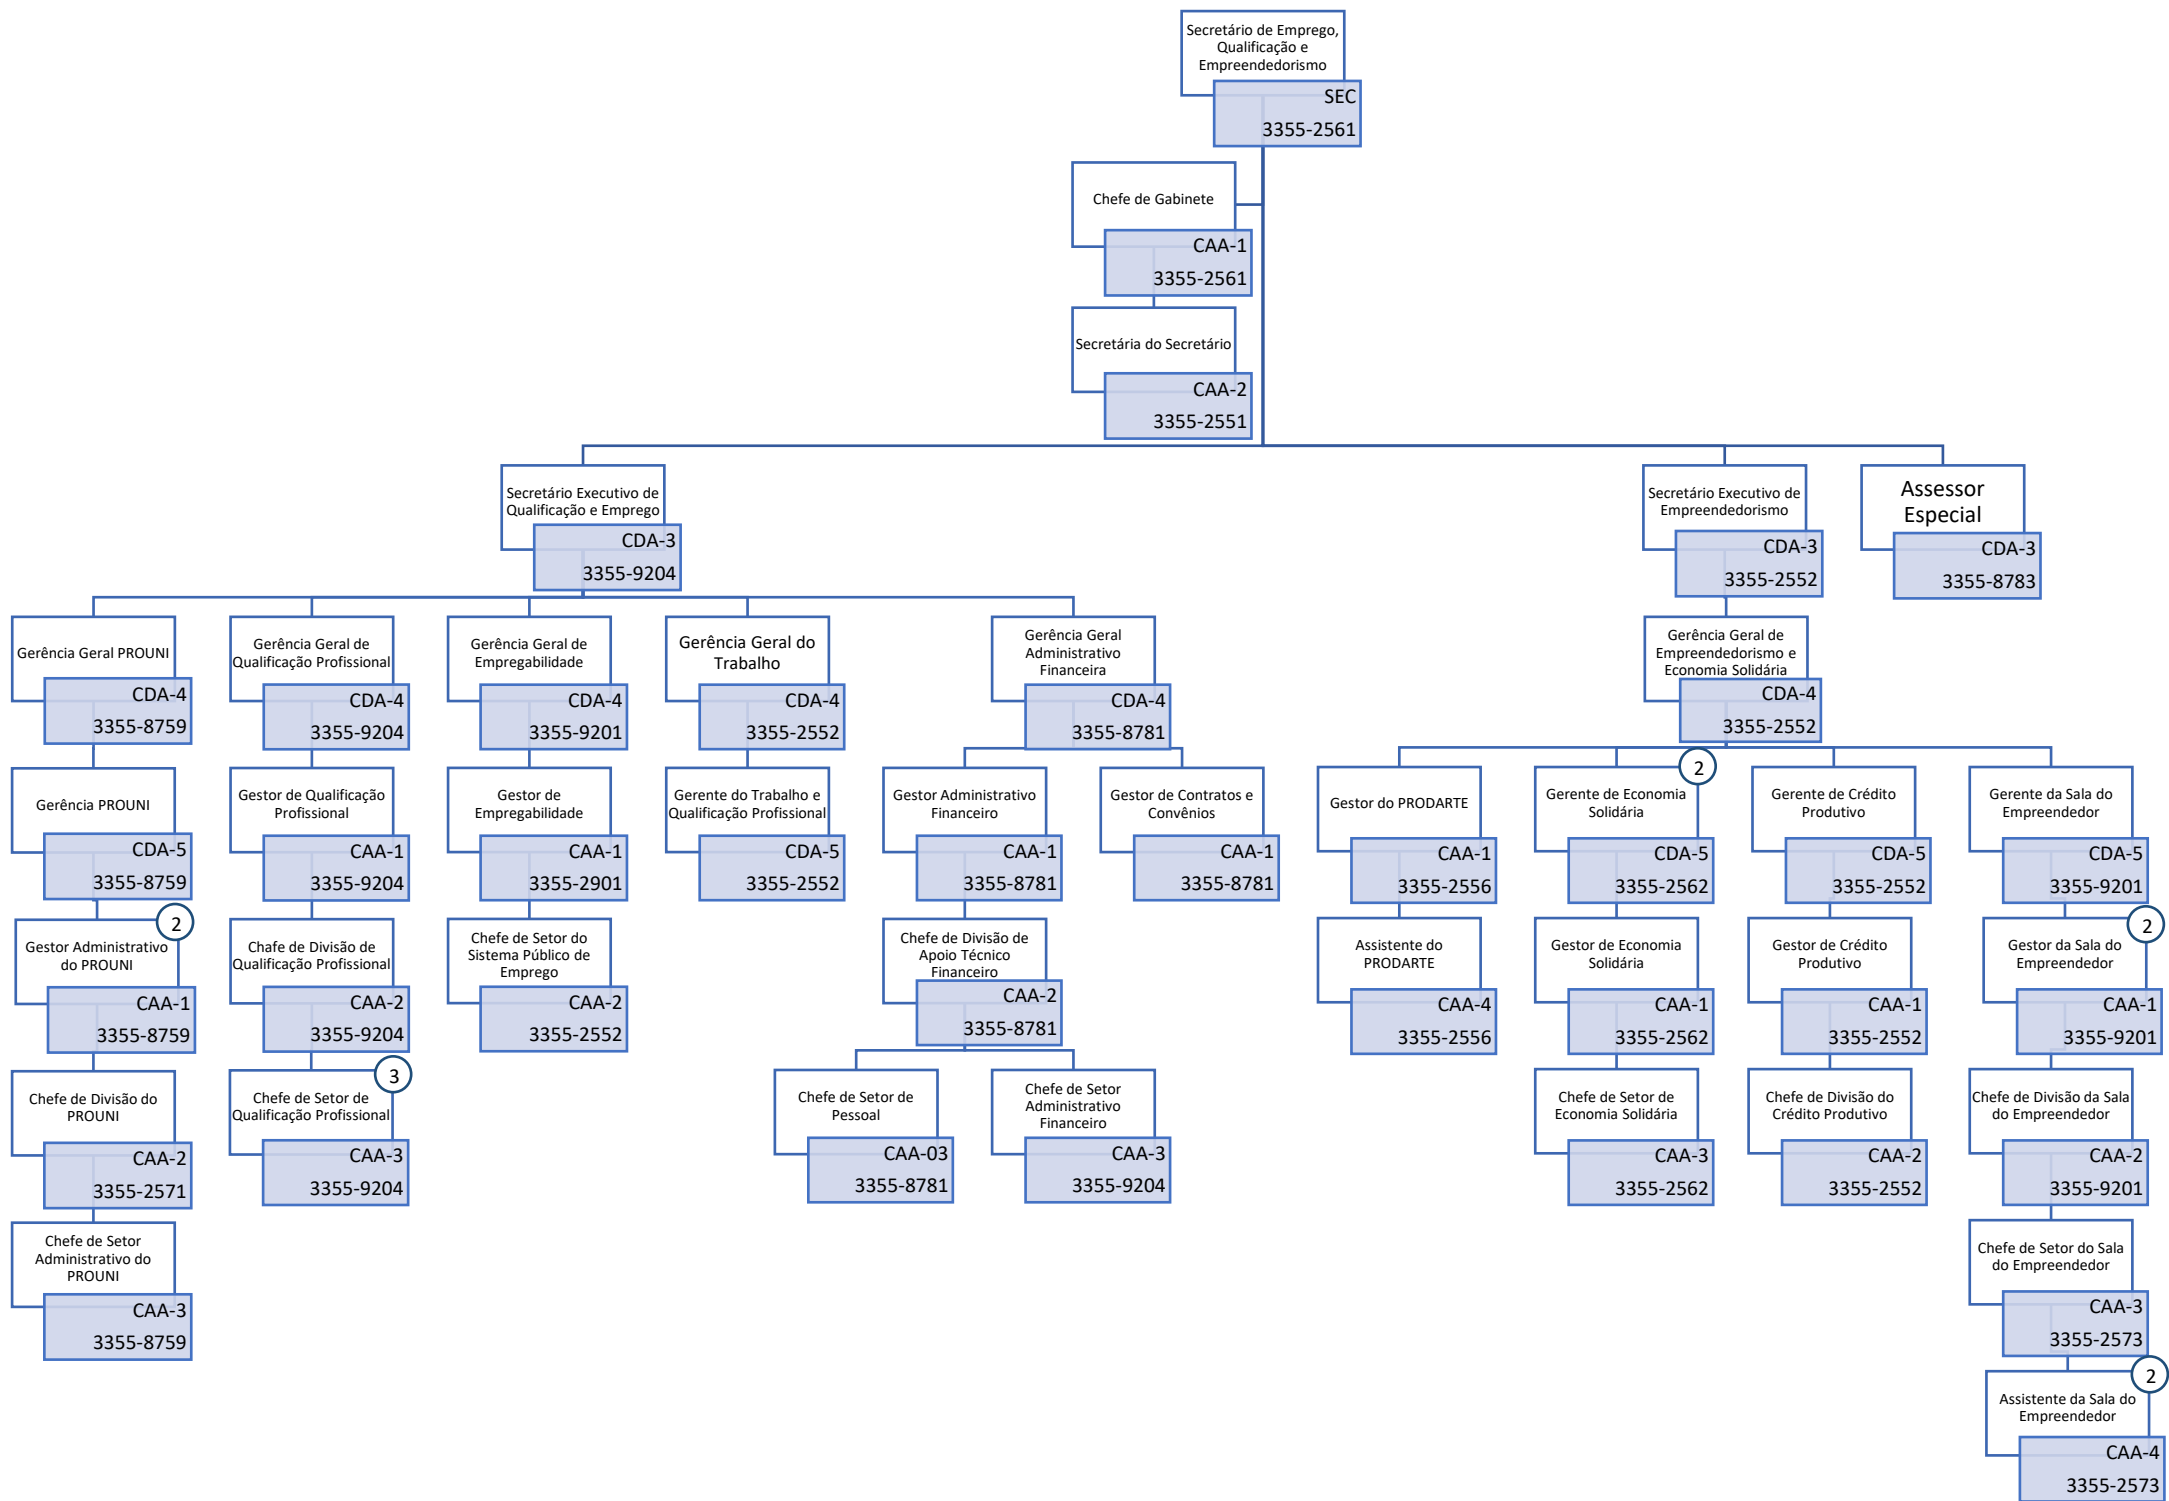 Secretário de Emprego,
Qualificação e
Empreendedorismo
SEC
3355-2561
Chefe de Gabinete
CAA-1
3355-2561
Secretária do Secretário
CAA-2
3355-2551
Secretário Executivo de
Qualificação e Emprego
CDA-3
3355-9204
Secretário Executivo de
Empreendedorismo
CDA-3
3355-2552
Assessor
Especial
CDA-3
3355-8783
Gerência Geral PROUNI
CDA-4
3355-8759
Gerência Geral de
Qualificação Profissional
CDA-4
3355-9204
Gerência Geral de
Empregabilidade
CDA-4
3355-9201
Gerência Geral do
Trabalho
CDA-4
3355-2552
Gerência Geral
Administrativo
Financeira
CDA-4
3355-8781
Gerência Geral de
Empreendedorismo e
Economia Solidária
CDA-4
3355-2552
Gerência PROUNI
CDA-5
3355-8759
Gestor de Qualificação
Profissional
CAA-1
3355-9204
Gestor de
Empregabilidade
CAA-1
3355-2901
Gerente do Trabalho e
Qualificação Profissional
CDA-5
3355-2552
Gestor Administrativo
Financeiro
CAA-1
3355-8781
Gestor de Contratos e
Convênios
CAA-1
3355-8781
Gestor do PRODARTE
CAA-1
3355-2556
2
Gerente de Economia
Solidária
CDA-5
3355-2562
Gerente de Crédito
Produtivo
CDA-5
3355-2552
Gerente da Sala do
Empreendedor
CDA-5
3355-9201
2
Gestor Administrativo
do PROUNI
CAA-1
3355-8759
Chafe de Divisão de
Qualificação Profissional
CAA-2
3355-9204
Chefe de Setor do
Sistema Público de
Emprego
CAA-2
3355-2552
Chefe de Divisão de
Apoio Técnico
Financeiro
CAA-2
3355-8781
Assistente do
PRODARTE
CAA-4
3355-2556
Gestor de Economia
Solidária
CAA-1
3355-2562
Gestor de Crédito
Produtivo
CAA-1
3355-2552
2
Gestor da Sala do
Empreendedor
CAA-1
3355-9201
Chefe de Divisão do
PROUNI
CAA-2
3355-2571
3
Chefe de Setor de
Qualificação Profissional
CAA-3
3355-9204
Chefe de Setor de
Pessoal
CAA-03
3355-8781
Chefe de Setor
Administrativo
Financeiro
CAA-3
3355-9204
Chefe de Setor de
Economia Solidária
CAA-3
3355-2562
Chefe de Divisão do
Crédito Produtivo
CAA-2
3355-2552
Chefe de Divisão da Sala
do Empreendedor
CAA-2
3355-9201
Chefe de Setor
Administrativo do
PROUNI
CAA-3
3355-8759
Chefe de Setor do Sala
do Empreendedor
CAA-3
3355-2573
2
Assistente da Sala do
Empreendedor
CAA-4
3355-2573